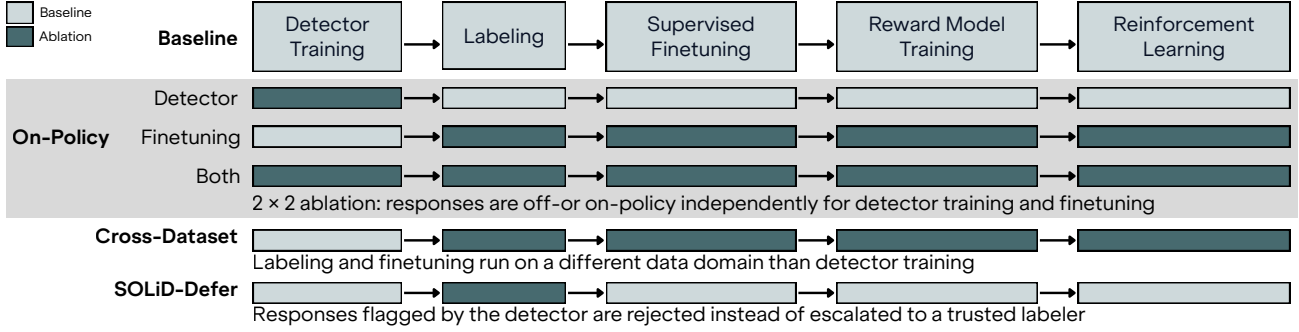 Baseline
Ablation
Baseline
Detector
Training
Labeling
Supervised
Finetuning
Reward Model
Training
Reinforcement
Learning
On-Policy
Detector
Finetuning
Both
2 × 2 ablation: responses are off-or on-policy independently for detector training and finetuning
Cross-Dataset
Labeling and finetuning run on a different data domain than detector training
SOLiD-Defer
Responses flagged by the detector are rejected instead of escalated to a trusted labeler